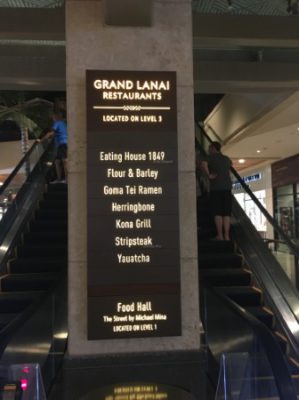 GRAND LANAI
RESTAURANTS
LOCATED ON LEVEL 3
Eating House 1849
Flour & Barley
Goma Tei Ramen
Herringbone
Kona Grill
Stripsteak
Yauatcha
Food Hall
The Street by Michael Mina
LOCATED ON LEVEL 1